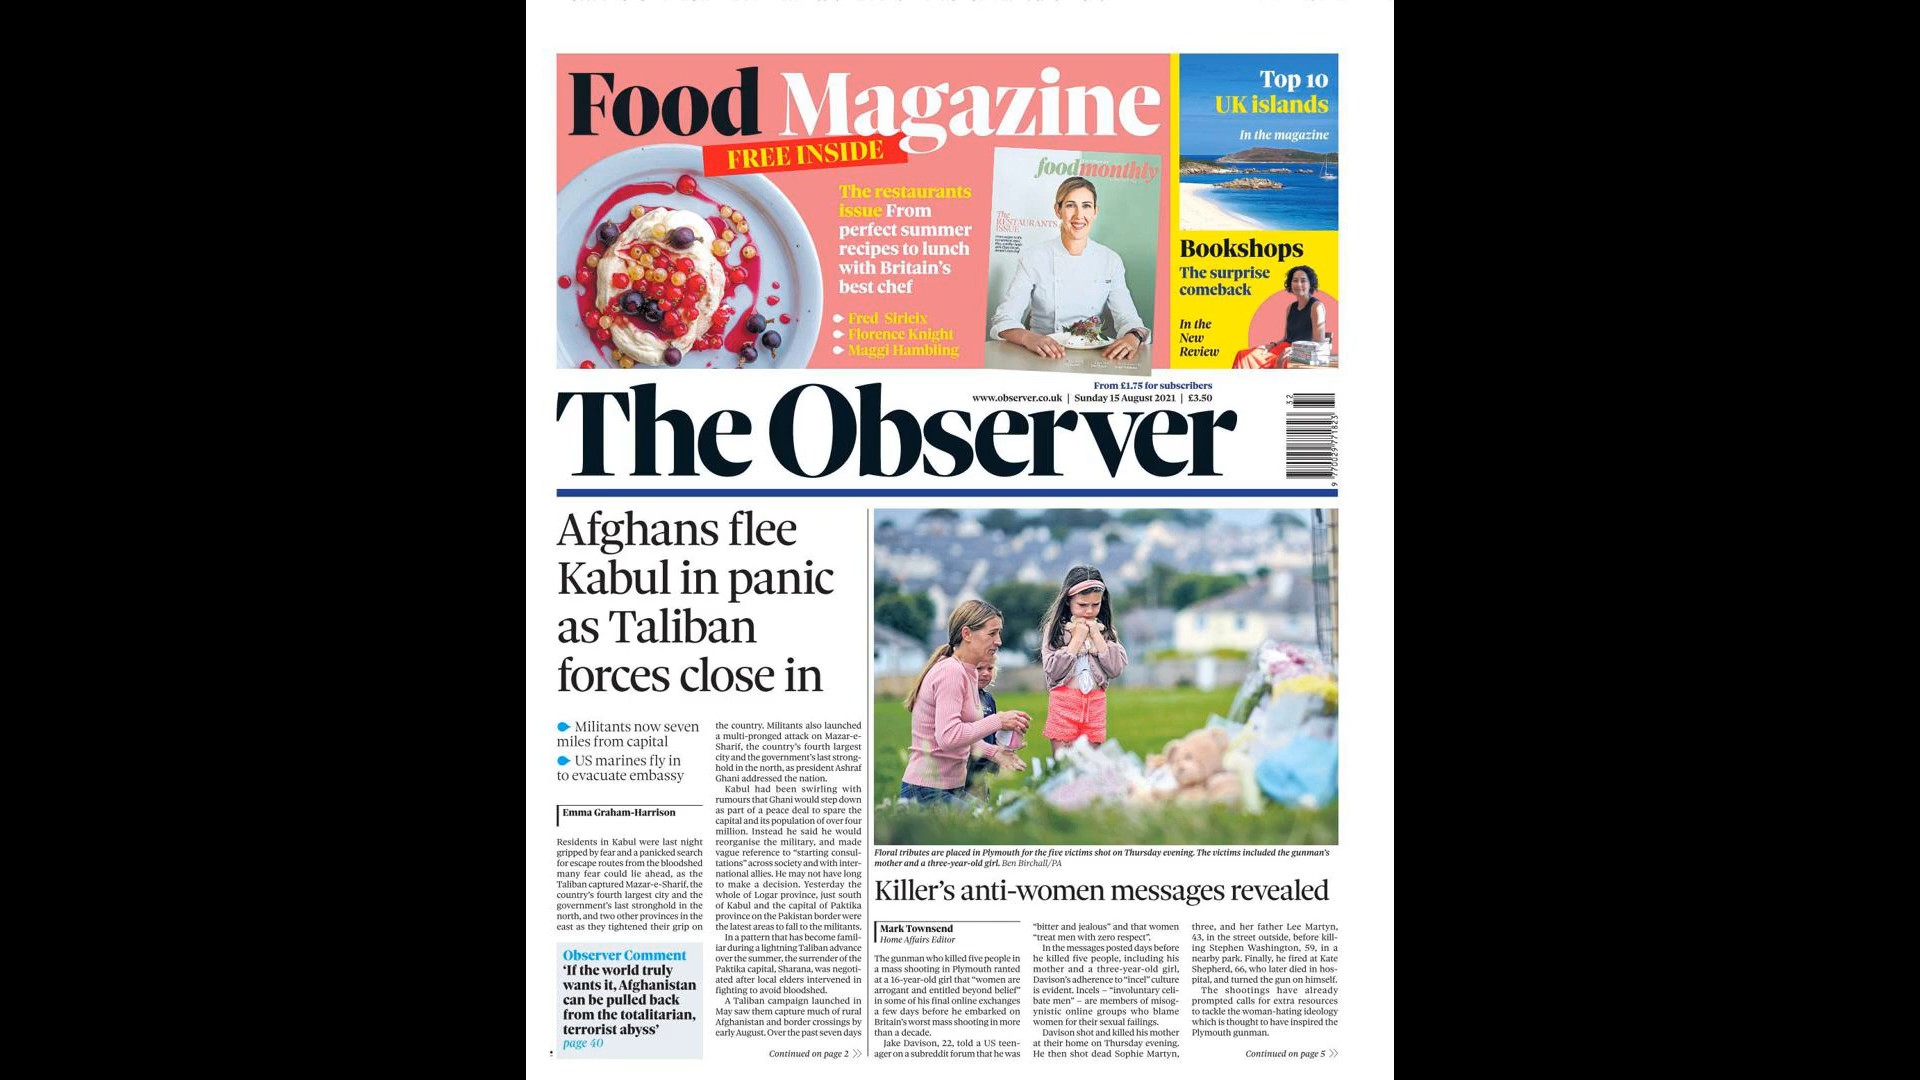 Food Magazine
FREE INSIDE
The restaurants
issue From
perfect summer
recipes to lunch
with Britain's
best chef
Fred Sirieix
Florence Knight
Maggi Hambling
foodmonthly
The
RESTAURANTS
ISSUE
Top 10
UK islands
In the magazine
Bookshops
The surprise
comeback
In the
New
Review
From £1.75 for subscribers
www.observer.co.uk | Sunday 15 August 2021 | £3.50
The Observer
32
9 770029 771823
Afghans flee
Kabul in panic
as Taliban
forces close in
Militants now seven
miles from capital
US marines fly in
to evacuate embassy
Emma Graham-Harrison
Residents in Kabul were last night
gripped by fear and a panicked search
for escape routes from the bloodshed
many fear could lie ahead, as the
Taliban captured Mazar-e-Sharif, the
country's fourth largest city and the
government's last stronghold in the
north, and two other provinces in the
east as they tightened their grip on
Observer Comment
'If the world truly
wants it, Afghanistan
can be pulled back
from the totalitarian,
terrorist abyss'
page 40
the country. Militants also launched
a multi-pronged attack on Mazar-e-
Sharif, the country's fourth largest
city and the government's last strong-
hold in the north, as president Ashraf
Ghani addressed the nation.
Kabul had been swirling with
rumours that Ghani would step down
as part of a peace deal to spare the
capital and its population of over four
million. Instead he said he would
reorganise the military, and made
vague reference to "starting consul-
tations" across society and with inter-
national allies. He may not have long
to make a decision. Yesterday the
whole of Logar province, just south
of Kabul and the capital of Paktika
province on the Pakistan border were
the latest areas to fall to the militants.
In a pattern that has become famil-
iar during a lightning Taliban advance
over the summer, the surrender of the
Paktika capital, Sharana, was negoti-
ated after local elders intervened in
fighting to avoid bloodshed.
A Taliban campaign launched in
May saw them capture much of rural
Afghanistan and border crossings by
early August. Over the past seven days
Continued on page 2
Floral tributes are placed in Plymouth for the five victims shot on Thursday evening. The victims included the gunman's
mother and a three-year-old girl. Ben Birchall/PA
Killer's anti-women messages revealed
Mark Townsend
Home Affairs Editor
The gunman who killed five people in
a mass shooting in Plymouth ranted
at a 16-year-old girl that "women are
arrogant and entitled beyond belief"
in some of his final online exchanges
a few days before he embarked on
Britain's worst mass shooting in more
than a decade.
Jake Davison, 22, told a US teen-
ager on a subreddit forum that he was
"bitter and jealous" and that women
"treat men with zero respect".
In the messages posted days before
he killed five people, including his
mother and a three-year-old girl,
Davison's adherence to "incel" culture
is evident. Incels – "involuntary celi-
bate men" – are members of misog-
ynistic online groups who blame
women for their sexual failings.
Davison shot and killed his mother
at their home on Thursday evening.
He then shot dead Sophie Martyn,
three, and her father Lee Martyn,
43, in the street outside, before kill-
ing Stephen Washington, 59, in a
nearby park. Finally, he fired at Kate
Shepherd, 66, who later died in hos-
pital, and turned the gun on himself.
The shootings have already
prompted calls for extra resources
to tackle the woman-hating ideology
which is thought to have inspired the
Plymouth gunman.
Continued on page 5